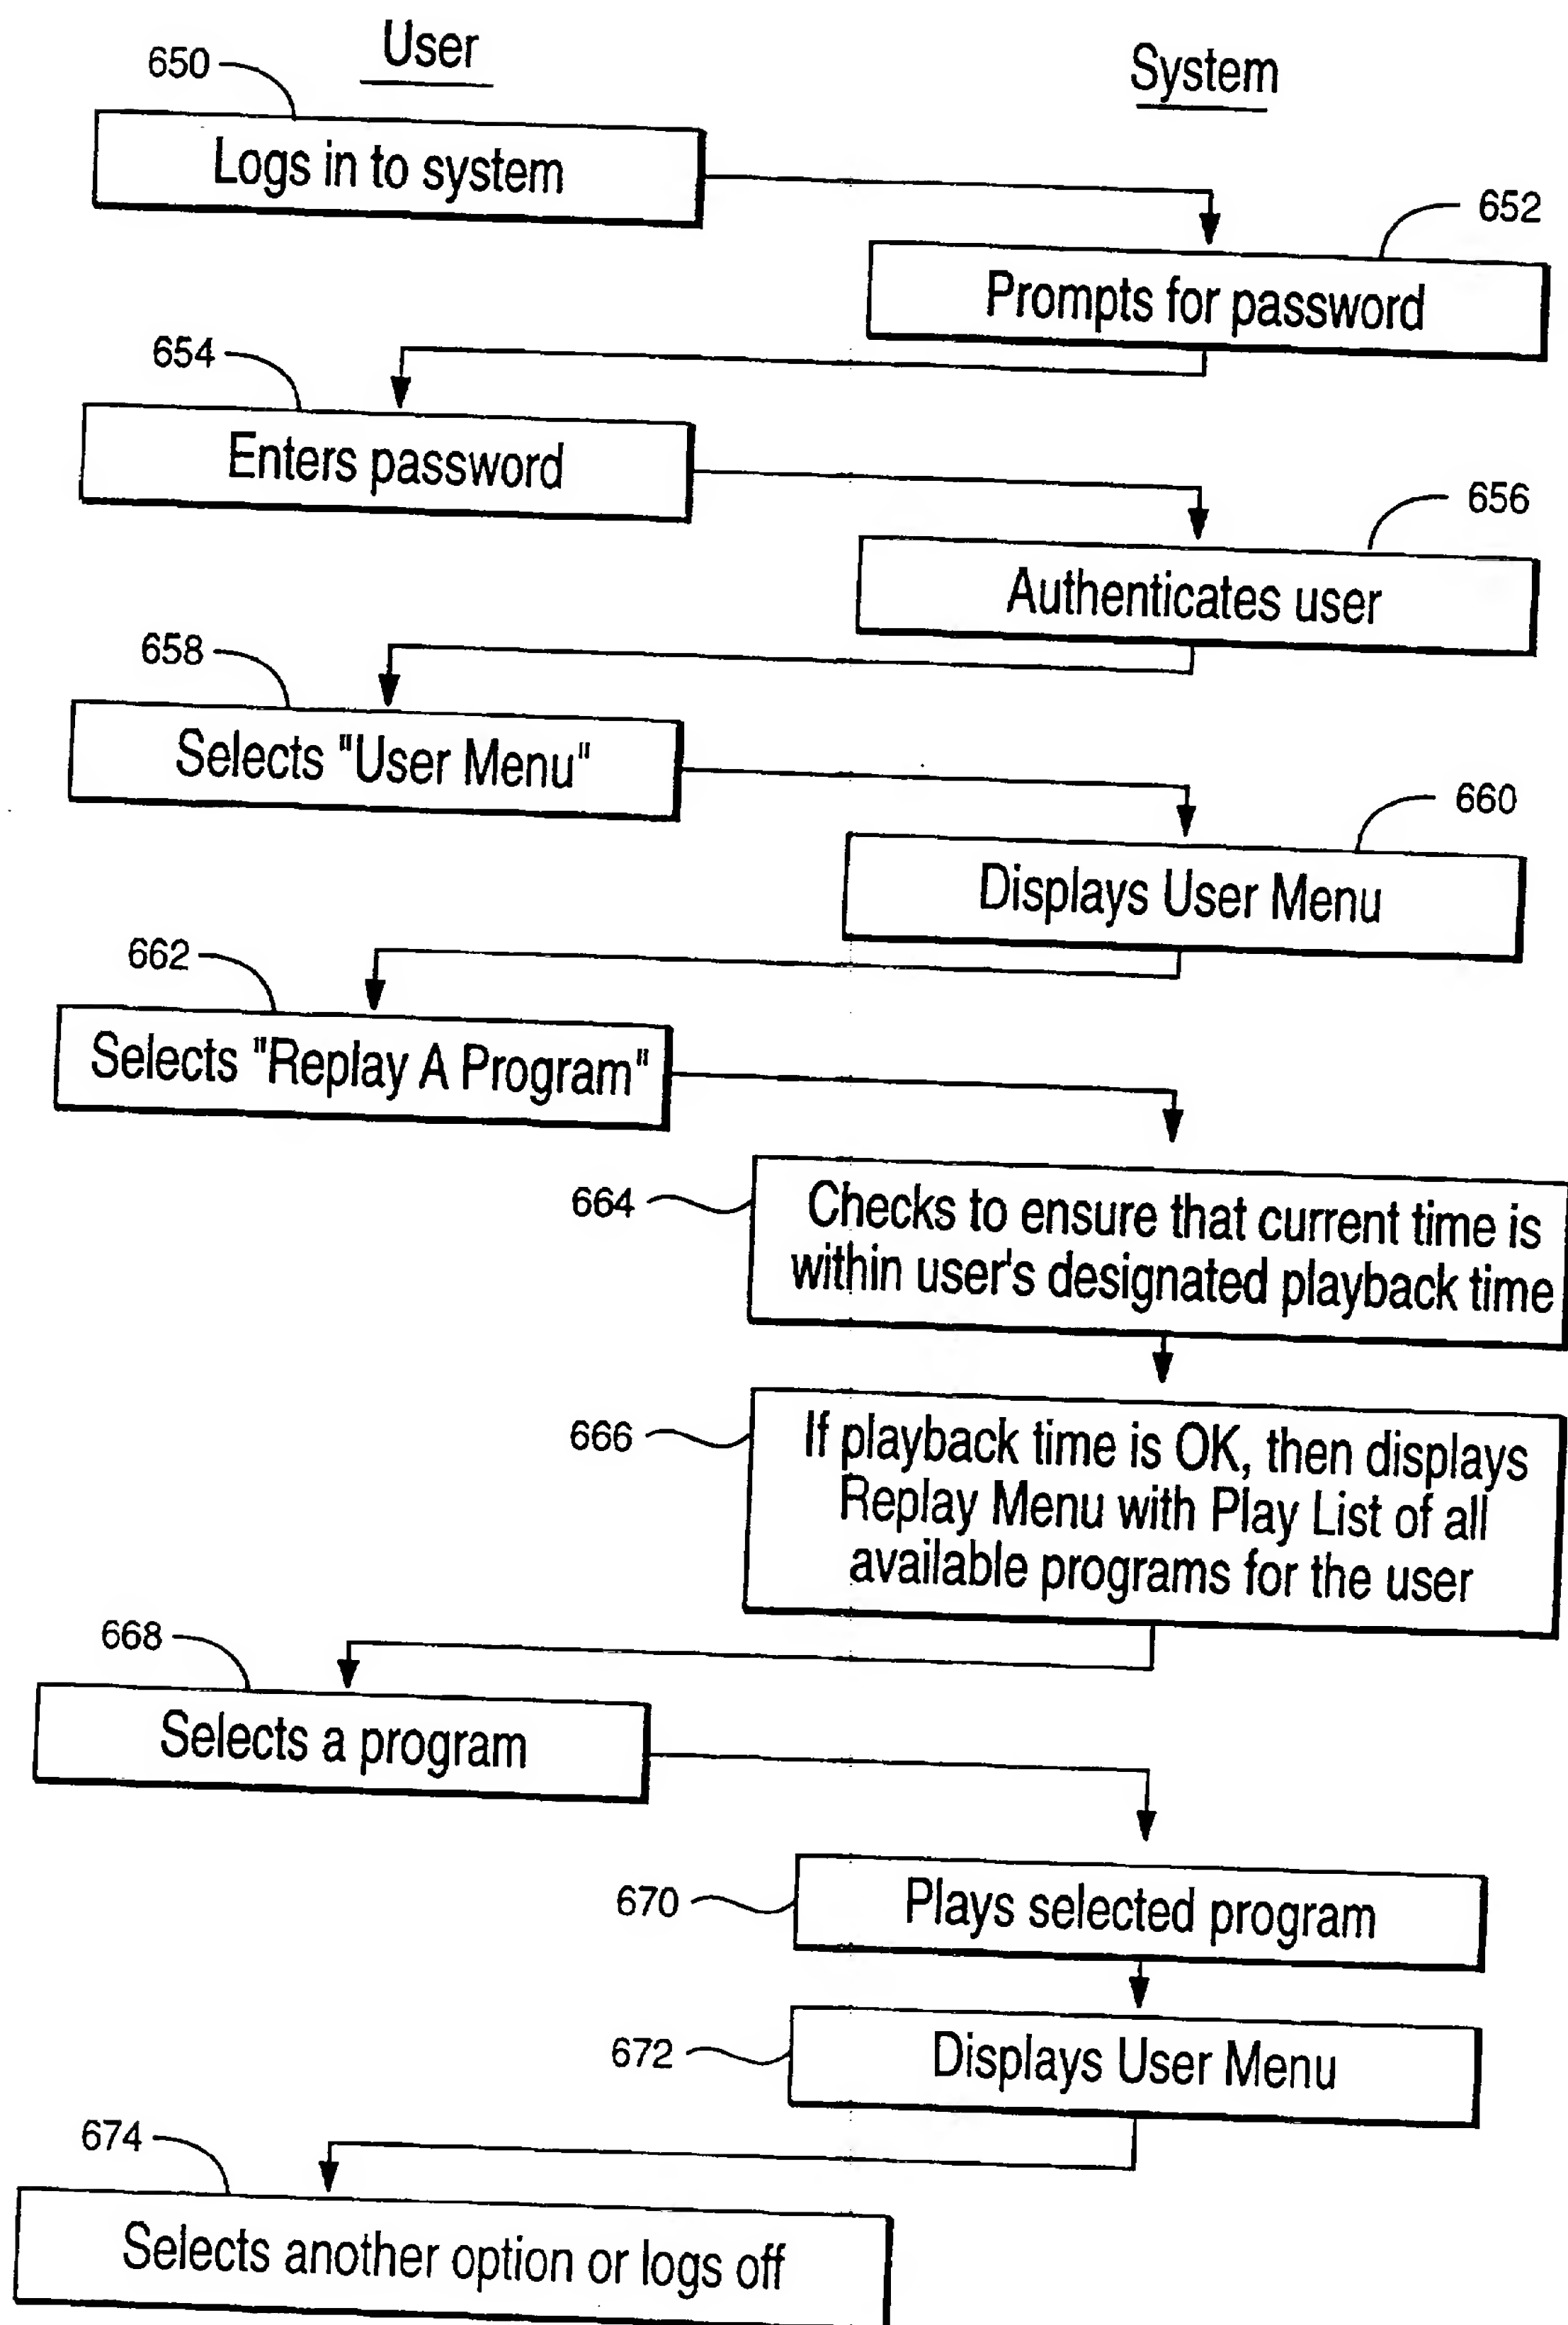 User
System
650
Logs in to system
652
Prompts for password
654
Enters password
656
Authenticates user
658
Selects "User Menu"
660
Displays User Menu
662
Selects "Replay A Program"
664
Checks to ensure that current time is
within user's designated playback time
666
If playback time is OK, then displays
Replay Menu with Play List of all
available programs for the user
668
Selects a program
670
Plays selected program
672
Displays User Menu
674
Selects another option or logs off